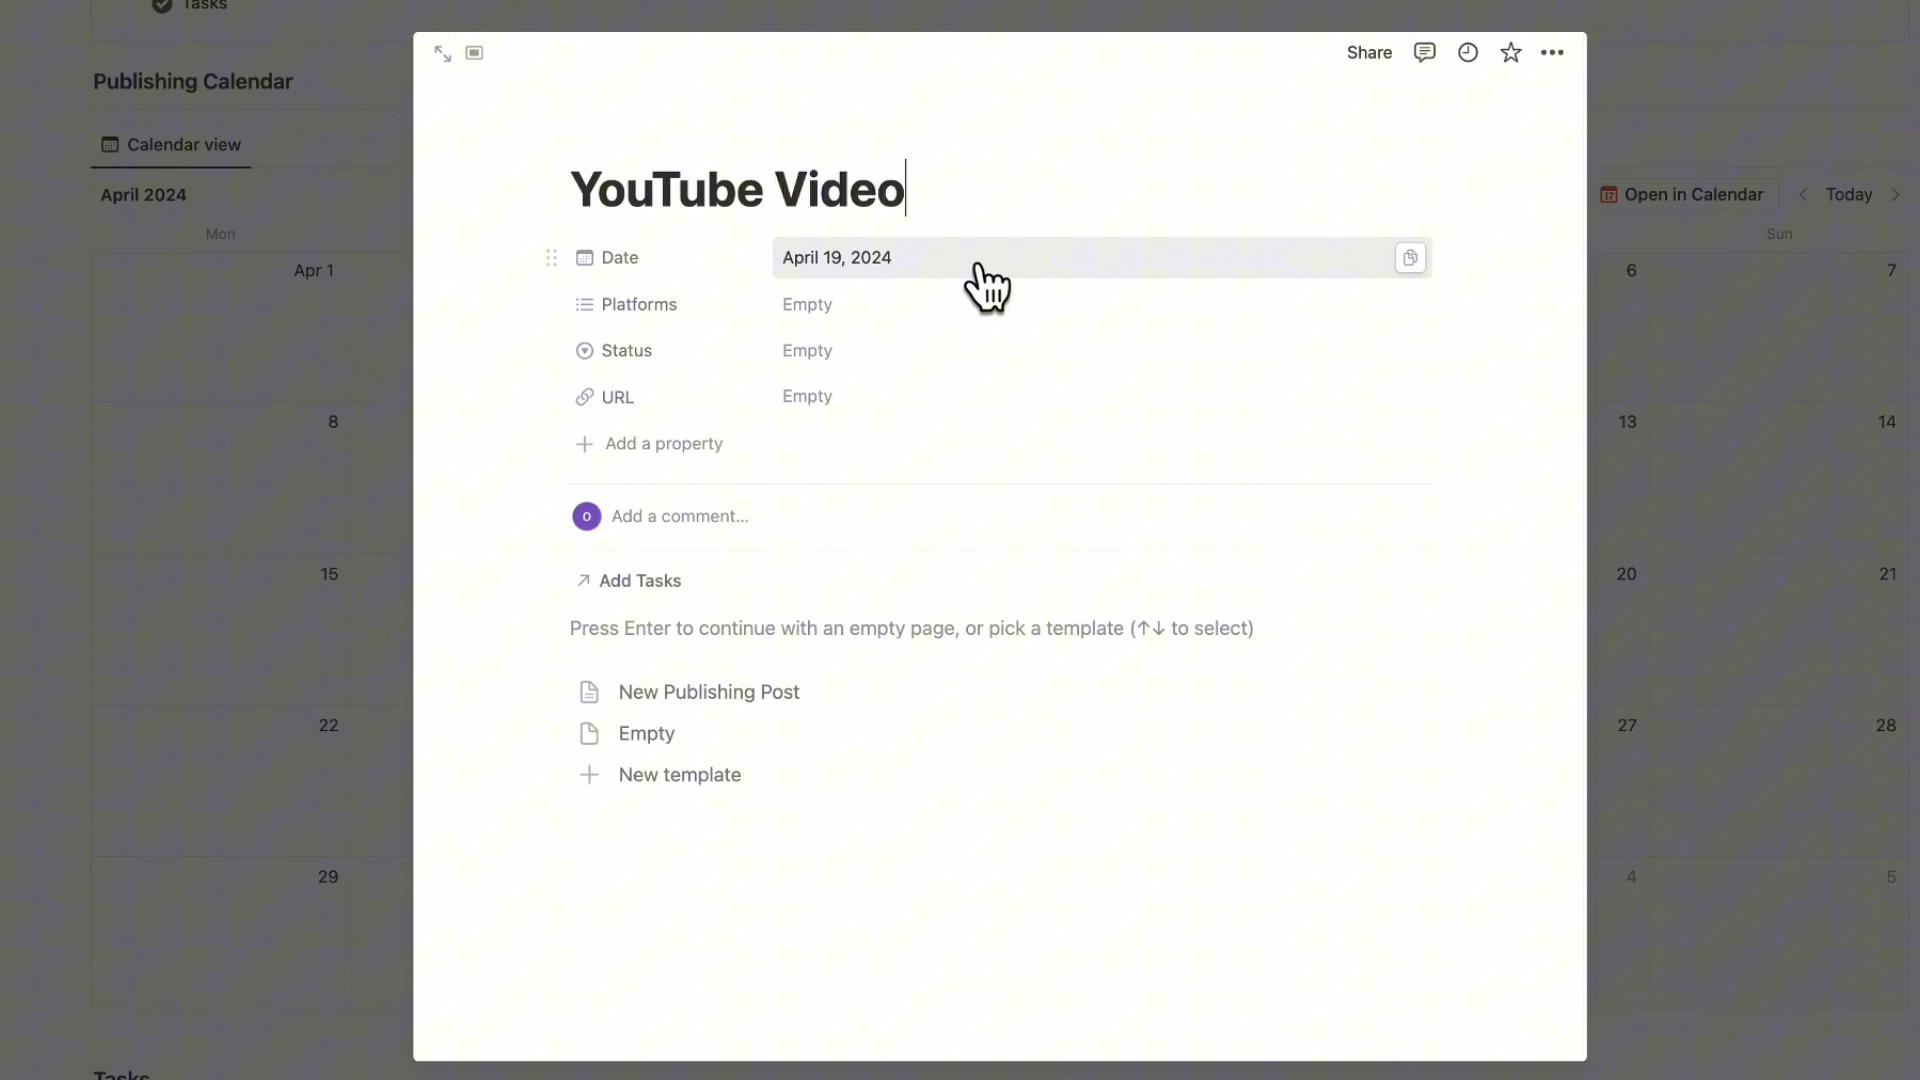 Tasks
Publishing Calendar
Calendar view
April 2024
Open in Calendar
Today
Mon
Sun
Apr 1
6
7
8
13
14
15
20
21
22
27
28
29
4
5
Tasks
Share
YouTube Video
Date
April 19, 2024
Platforms
Empty
Status
Empty
URL
Empty
Add a property
O
Add a comment...
Add Tasks
Press Enter to continue with an empty page, or pick a template (↑↓ to select)
New Publishing Post
Empty
New template